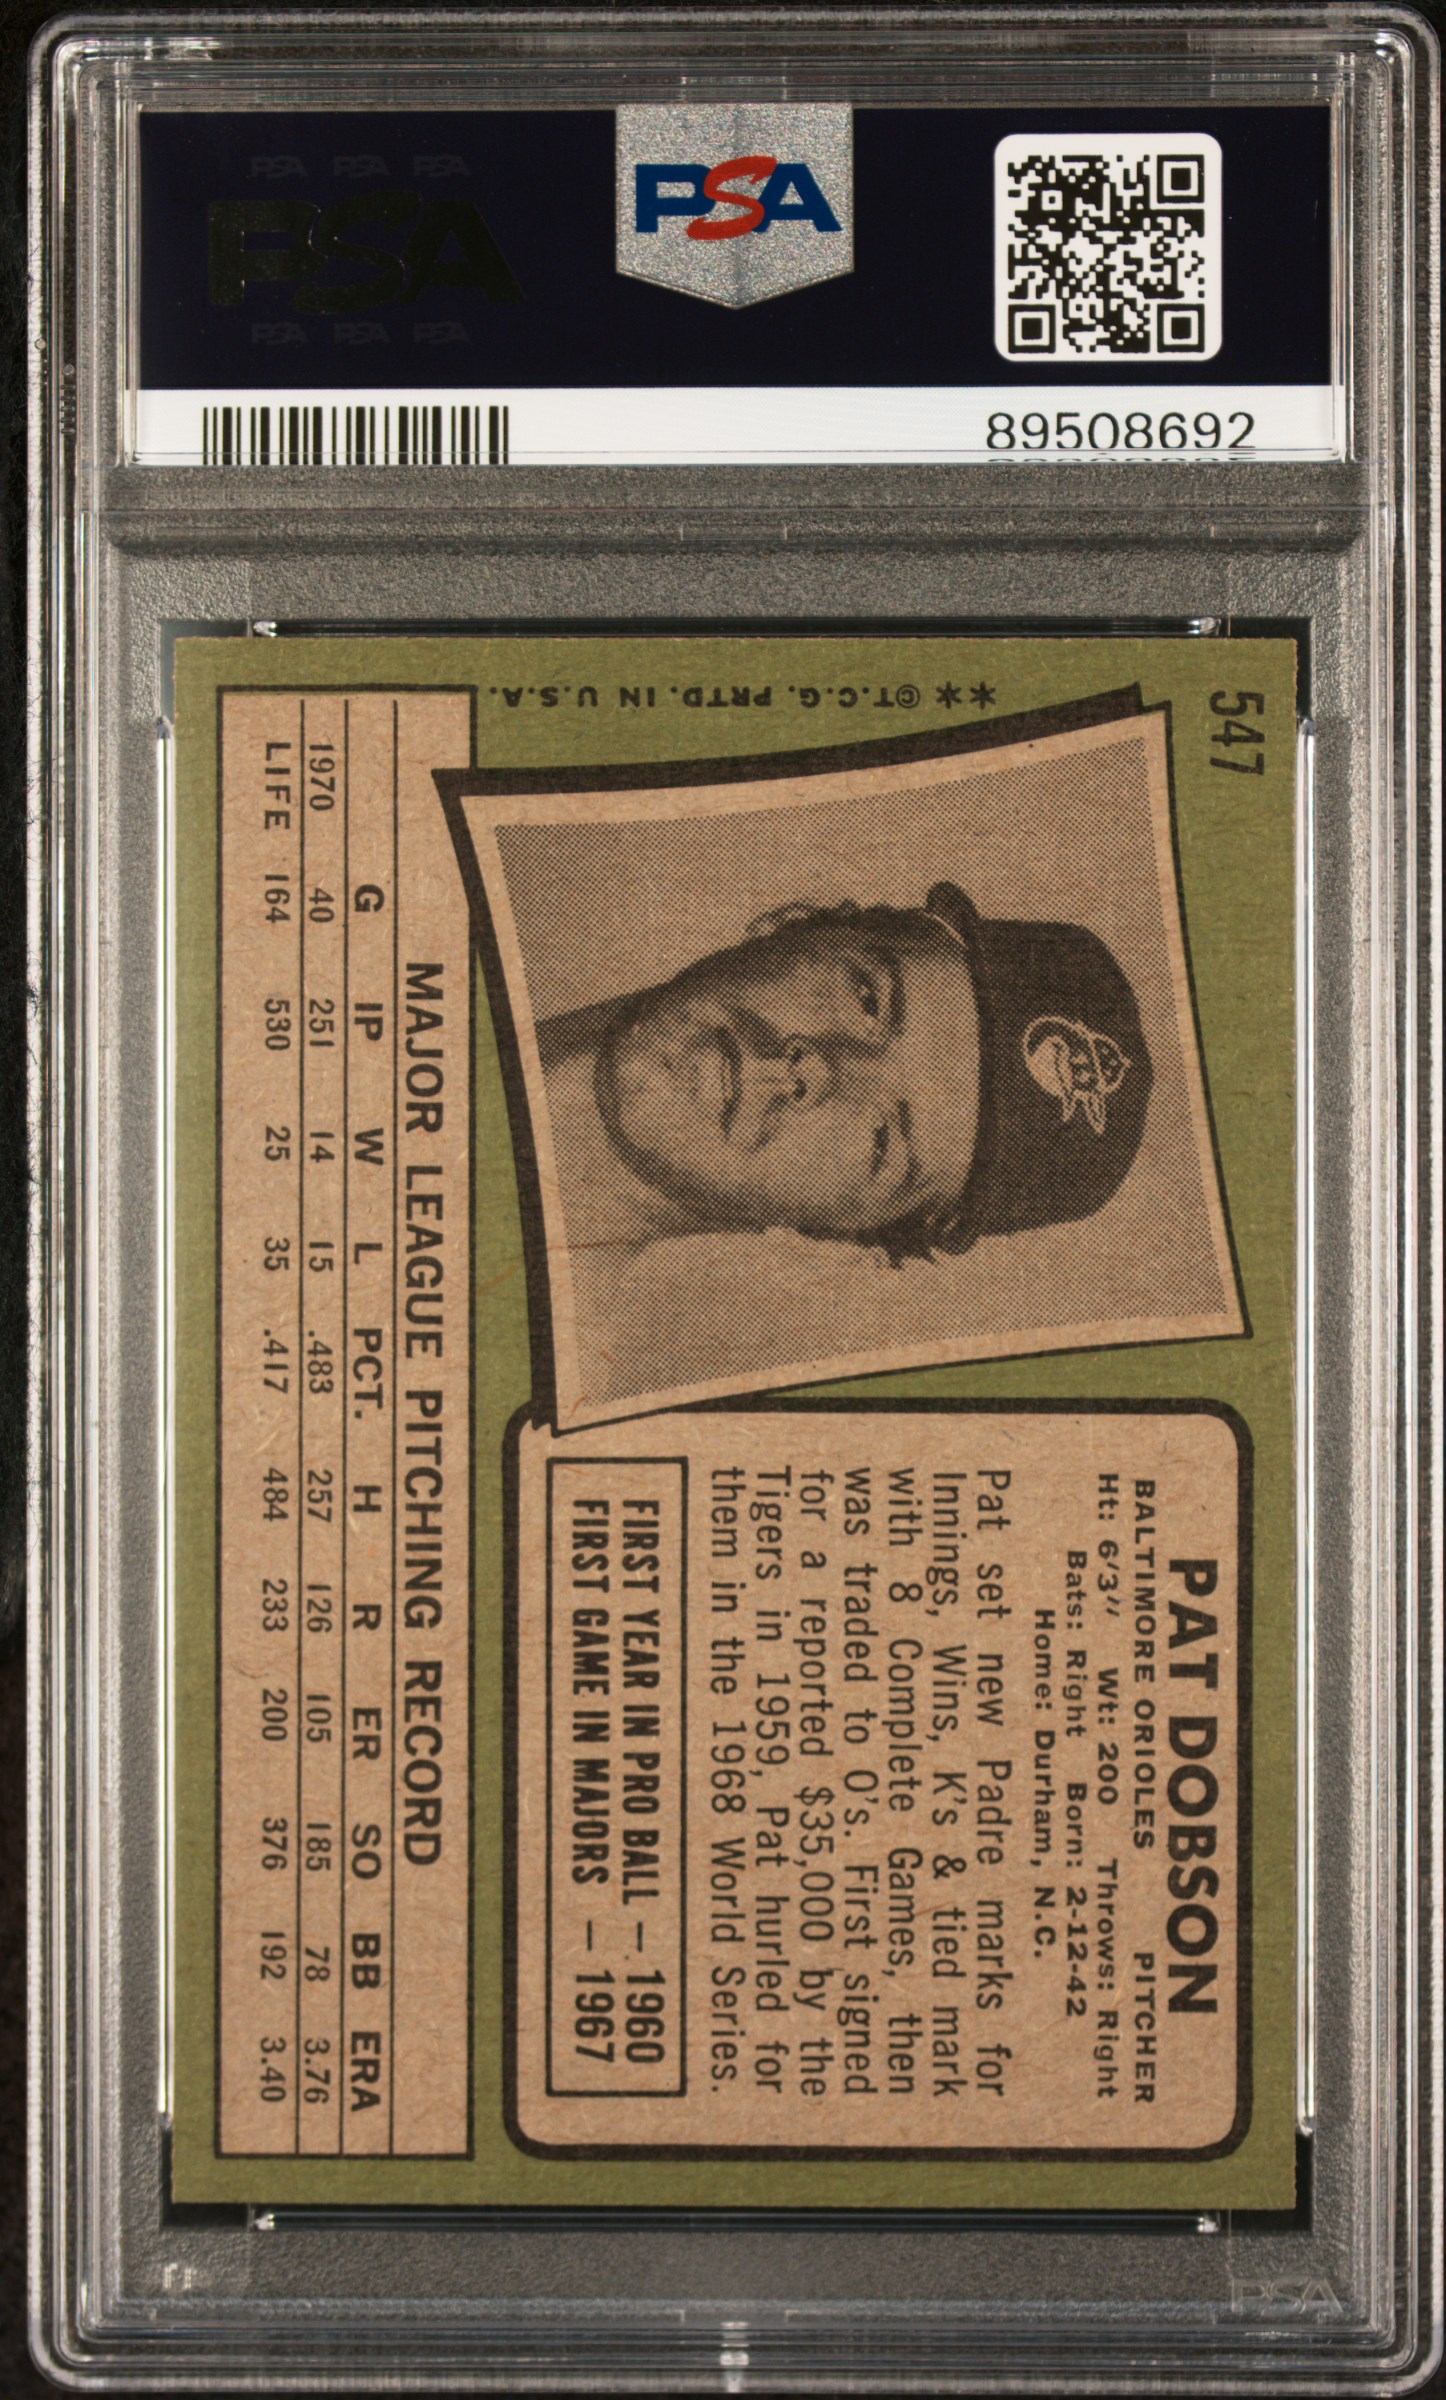 PSA PSA PSA
PSA
PSA PSA PSA
PSA
89508692
547
PAT DOBSON
BALTIMORE ORIOLES PITCHER
Ht: 6'3" Wt: 200 Throws: Right
Bats: Right Born: 2-12-42
Home: Durham, N.C.
Pat set new Padre marks for
Innings, Wins, K's & tied mark
with 8 Complete Games, then
was traded to O's. First signed
for a reported $35,000 by the
Tigers in 1959, Pat hurled for
them in the 1968 World Series.
FIRST YEAR IN PRO BALL — 1960
FIRST GAME IN MAJORS — 1967
**©T.C.G. PRTD. IN U.S.A.
MAJOR LEAGUE PITCHING RECORD
G IP W L PCT. H R ER SO BB ERA
1970 40 251 14 15 .483 257 126 105 185 78 3.76
LIFE 164 530 25 35 .417 484 233 200 376 192 3.40
PSA